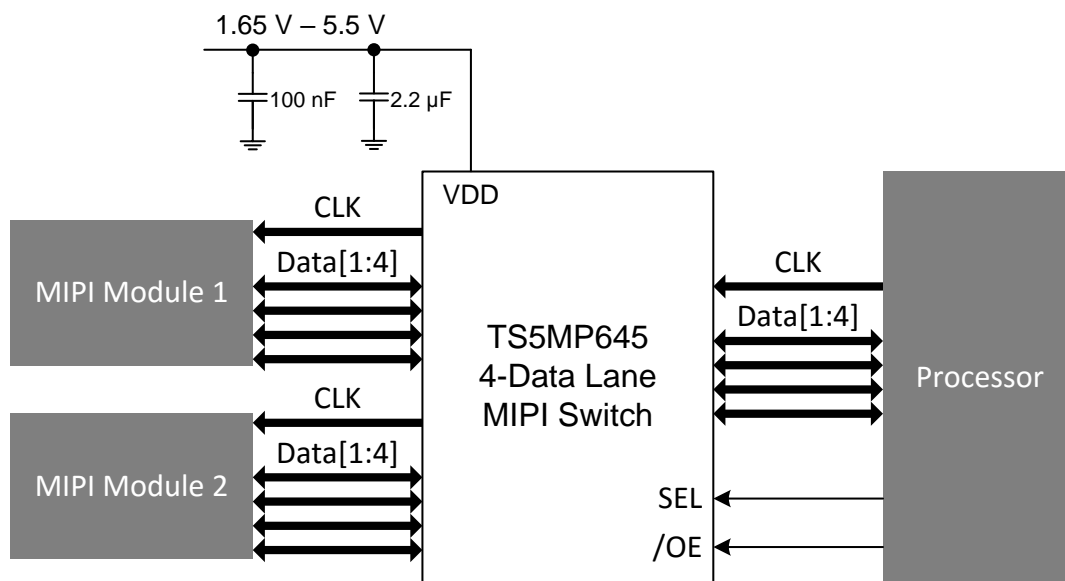 1.65 V – 5.5 V
100 nF
2.2 µF
VDD
CLK
Data[1:4]
MIPI Module 1
CLK
Data[1:4]
MIPI Module 2
TS5MP645
4-Data Lane
MIPI Switch
CLK
Data[1:4]
Processor
SEL
/OE